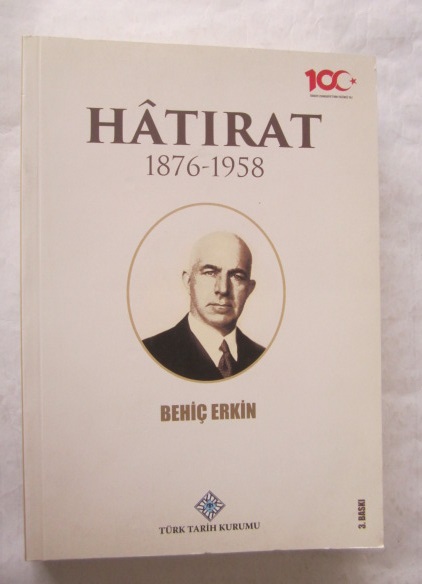 100
HÂTIRAT
1876-1958
BEHİÇ ERKİN
3. BASKI
TÜRK TARİH KURUMU